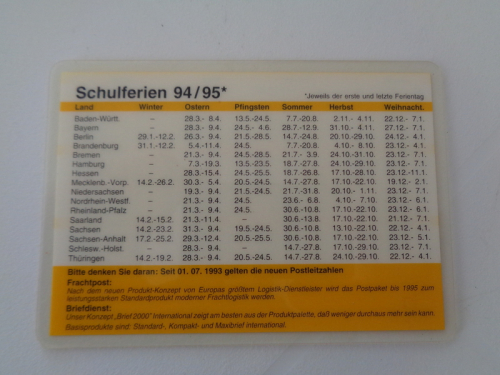 Schulferien 94/95*
*Jeweils der erste und letzte Ferientag
Land Winter Ostern Pfingsten Sommer Herbst Weihnacht.
Baden-Württ. – 28.3.- 8.4. 13.5.-24.5. 7.7.-20.8. 2.11.- 4.11. 22.12.- 7.1.
Bayern – 28.3.- 9.4. 24.5.- 4.6. 28.7.-12.9. 31.10.- 4.11. 27.12.- 7.1.
Berlin 29.1.-12.2. 26.3.- 9.4. 21.5.-28.5. 14.7.-24.8. 20.10.-29.10. 24.12.- 4.1.
Brandenburg 31.1.-12.2. 5.4.-11.4. 24.5. 7.7.-20.8. 4.10.- 8.10. 23.12.- 4.1.
Bremen – 21.3.- 9.4. 24.5.-28.5. 21.7.- 3.9. 24.10.-31.10. 23.12.- 7.1.
Hamburg – 7.3.-19.3. 13.5.-23.5. 18.7.-27.8. 24.10.-29.10. 23.12.- 7.1.
Hessen – 28.3.-15.4. 24.5.-25.5. 18.7.-26.8. 17.10.-28.10. 23.12.- 7.1.
Mecklenb.-Vorp. 14.2.-26.2. 30.3.- 5.4. 20.5.-24.5. 14.7.-27.8. 17.10.-22.10. 19.12.- 2.1.
Niedersachsen – 19.3.- 9.4. 21.5.-24.5. 21.7.-31.8. 20.10.- 1.11. 23.12.- 7.1.
Nordrhein-Westf. – 21.3.- 9.4. 24.5. 23.6.- 6.8. 4.10.- 7.10. 23.12.- 6.1.
Rheinland-Pfalz – 21.3.- 9.4. 24.5. 30.6.-10.8. 17.10.-22.10. 23.12.- 6.1.
Saarland 14.2.-15.2. 21.3.-11.4. – 30.6.-13.8. 17.10.-22.10. 21.12.- 7.1.
Sachsen 14.2.-23.2. 31.3.- 9.4. 19.5.-24.5. 30.6.-10.8. 17.10.-22.10. 23.12.- 4.1.
Sachsen-Anhalt 17.2.-25.2. 29.3.-12.4. 20.5.-25.5. 30.6.-10.8. 17.10.-22.10. 23.12.- 5.1.
Schlesw.-Holst. – 28.3.- 9.4. – 14.7.-27.8. 17.10.-29.10. 23.12.- 7.1.
Thüringen 14.2.-19.2. 28.3.- 9.4. 20.5.-24.5. 14.7.-27.8. 24.10.-29.10. 22.12.- 4.1.
Bitte denken Sie daran: Seit 01. 07. 1993 gelten die neuen Postleitzahlen
Frachtpost:
Nach dem neuen Produkt-Konzept von Europas größtem Logistik-Dienstleister wird das Postpaket bis 1995 zum
leistungsstarken Standardprodukt moderner Frachtlogistik werden.
Briefdienst:
Unser Konzept „Brief 2000" International zeigt am besten aus der Produktpalette, daß weniger durchaus mehr sein kann.
Basisprodukte sind: Standard-, Kompakt- und Maxibrief international.